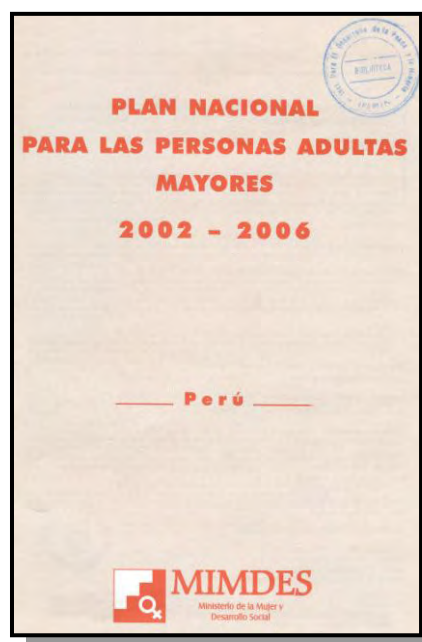 BIBLIOTECA
PLAN NACIONAL
PARA LAS PERSONAS ADULTAS
MAYORES
2002 – 2006
Perú
MIMDES
Ministerio de la Mujer y
Desarrollo Social